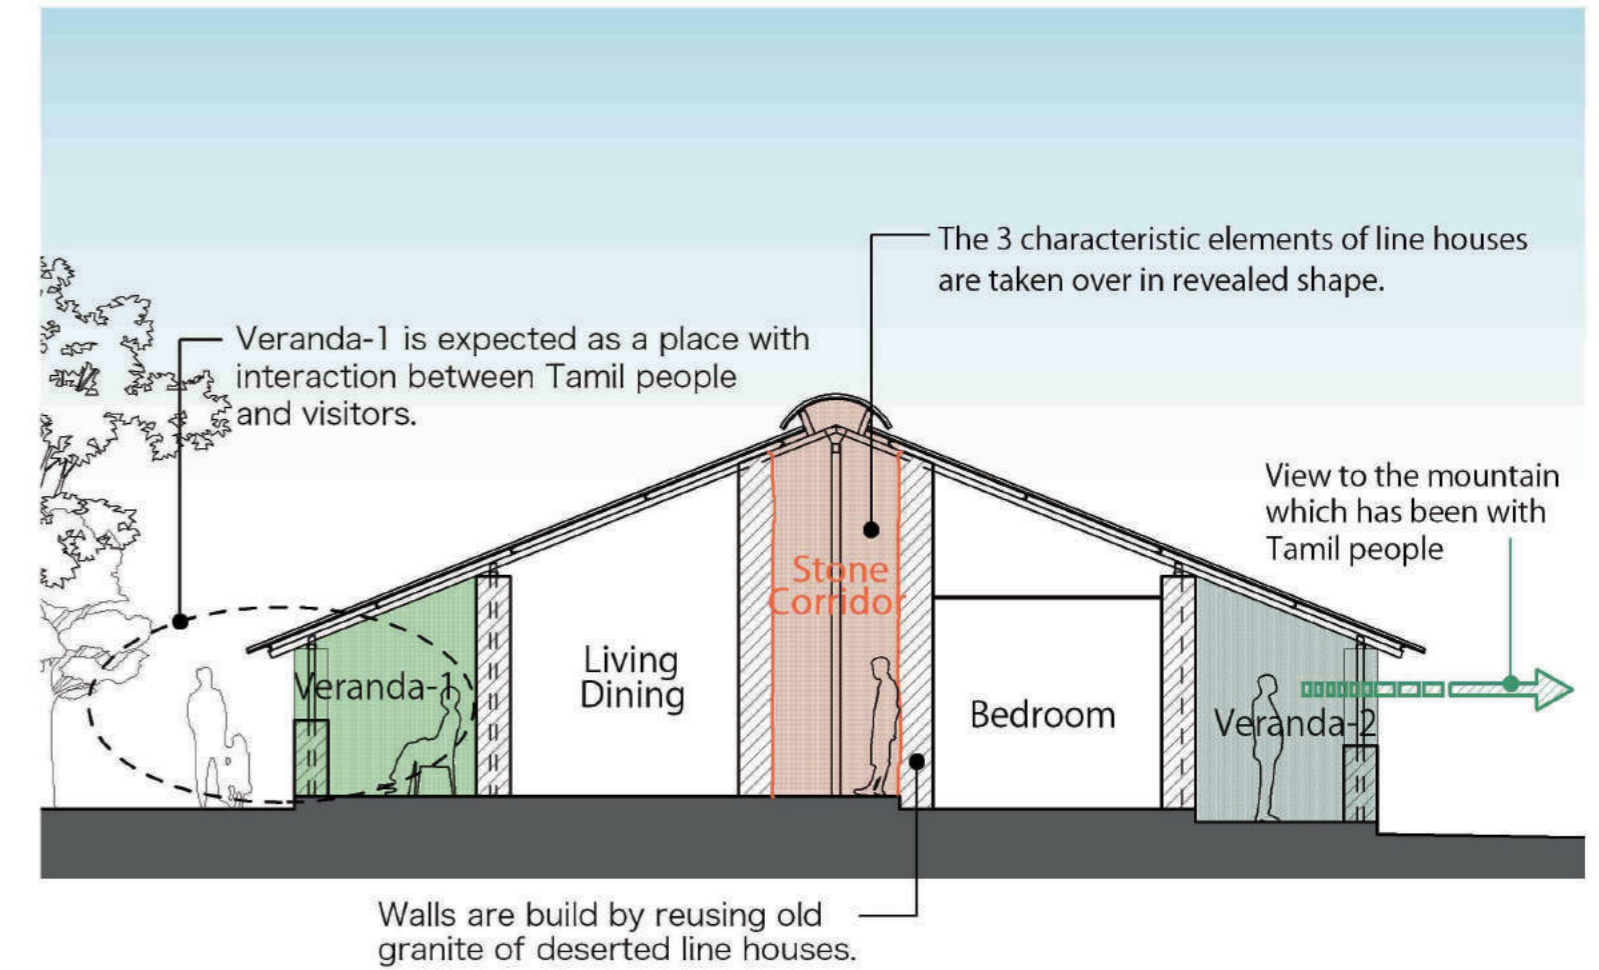 The 3 characteristic elements of line houses
are taken over in revealed shape.
Veranda-1 is expected as a place with
interaction between Tamil people
and visitors.
View to the mountain
which has been with
Tamil people
Stone
Corridor
Living
Dining
Veranda-1
Bedroom
Veranda-2
Walls are build by reusing old
granite of deserted line houses.